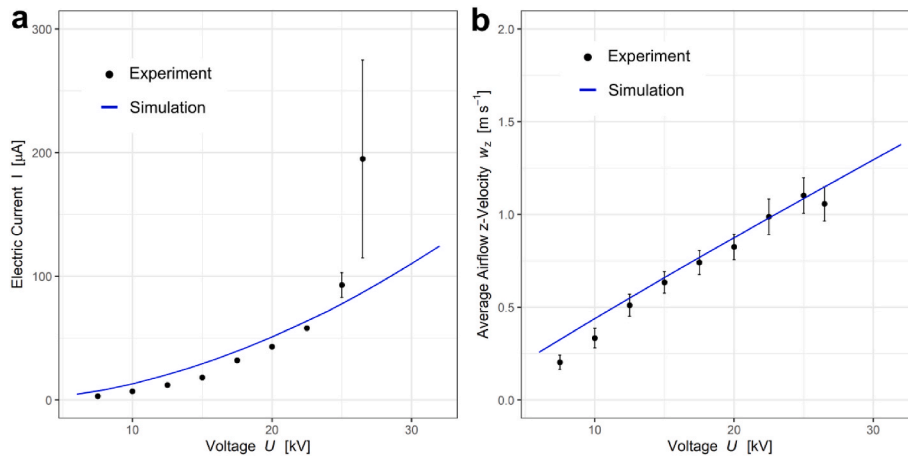 a
300
200
100
0
Electric Current I [μA]
Experiment
Simulation
10
20
30
Voltage U [kV]
b
2.0
1.5
1.0
0.5
0.0
Average Airflow z-Velocity wz [m s⁻¹]
Experiment
Simulation
10
20
30
Voltage U [kV]